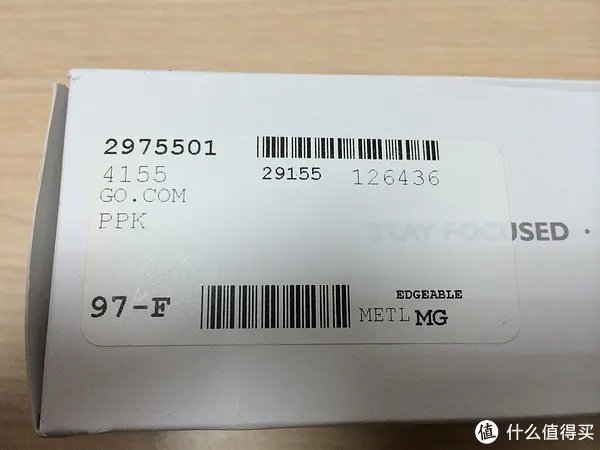 2975501
4155 29155 126436
GO.COM
PPK
STAY FOCUSED ·
EDGEABLE
97-F METL MG
值 什么值得买